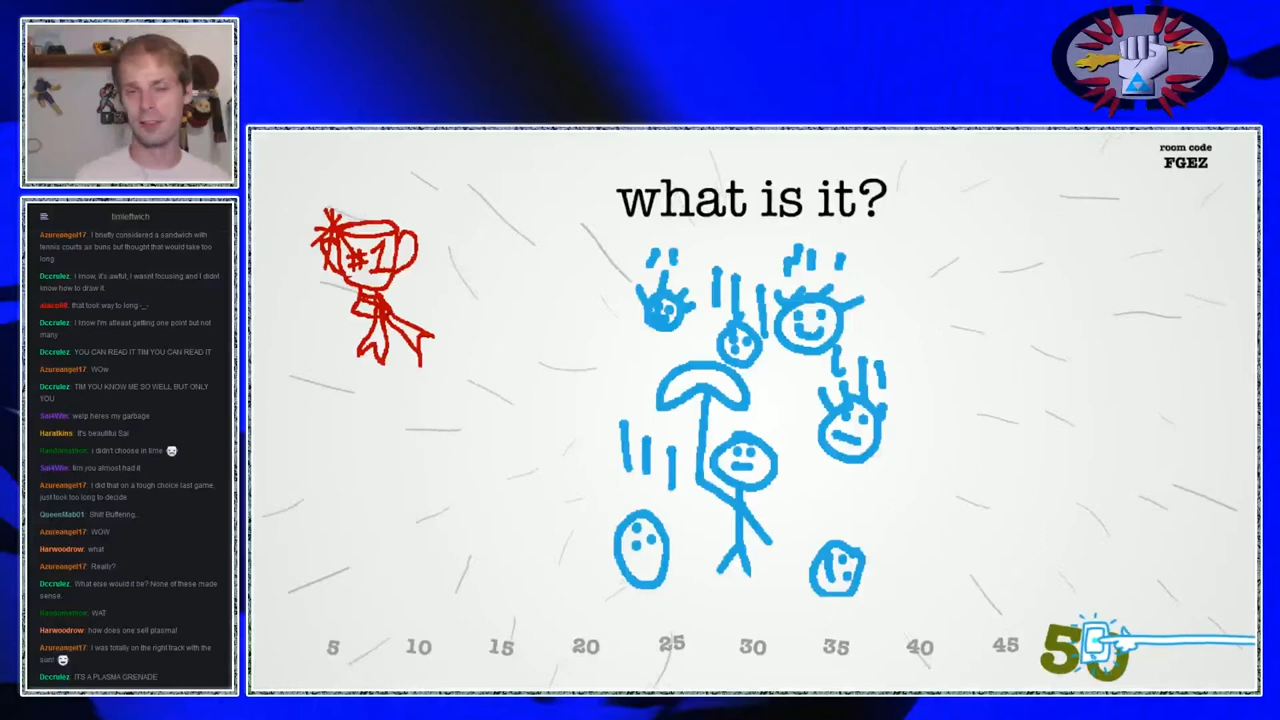 room code
FGEZ
what is it?
#1
timleftwich
Azureangel17: I briefly considered a sandwich with
tennis courts as buns but thought that would take too
long.
Dccrulez: I know, it's awful, I wasnt focusing and I didnt
know how to draw it.
that took way to long -_-
Dccrulez: I know I'm atleast getting one point but not
many
Dccrulez: YOU CAN READ IT TIM YOU CAN READ IT
Azureangel17: WOw
Dccrulez: TIM YOU KNOW ME SO WELL BUT ONLY
YOU
Sai4Win: welp heres my garbage
Haratkins: It's beautiful Sai
i didn't choose in time
Sai4Win: tim you almost had it
Azureangel17: I did that on a tough choice last game,
just took too long to decide
QueenMab01: Shit! Buffering...
Azureangel17: WOW
Harwoodrow: what
Azureangel17: Really?
Dccrulez: What else would it be? None of these made
sense.
WAT
Harwoodrow: how does one self plasma!
Azureangel17: I was totally on the right track with the
sun!
Dccrulez: ITS A PLASMA GRENADE
5 10 15 20 25 30 35 40 45 50